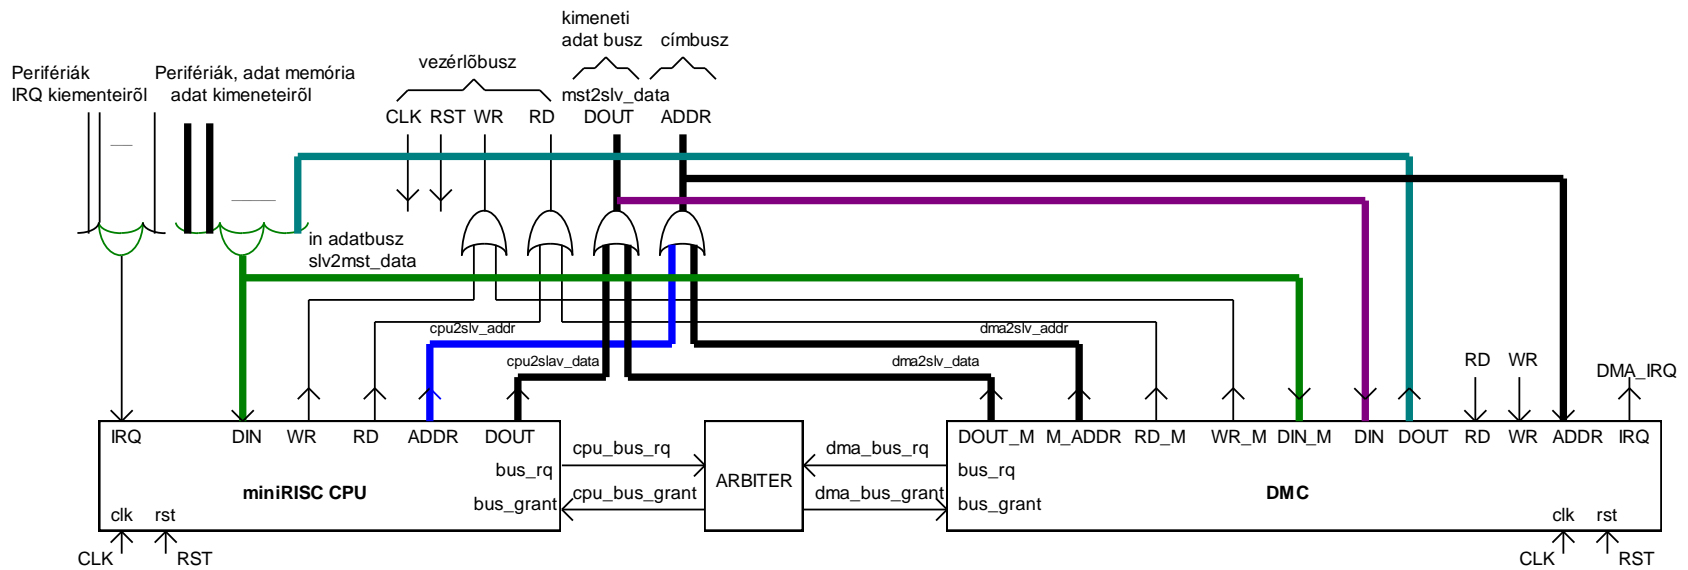 kimeneti
adat busz
címbusz
vezérlõbusz
Perifériák
IRQ kiementeirõl
Perifériák, adat memória
adat kimeneteirõl
mst2slv_data
CLK RST WR RD DOUT ADDR
in adatbusz
slv2mst_data
cpu2slv_addr
dma2slv_addr
cpu2slav_data
dma2slv_data
RD WR
DMA_IRQ
IRQ DIN WR RD ADDR DOUT
DOUT_M M_ADDR RD_M WR_M DIN_M DIN DOUT RD WR ADDR IRQ
bus_rq
cpu_bus_rq
dma_bus_rq
bus_rq
miniRISC CPU
ARBITER
DMC
bus_grant
cpu_bus_grant
dma_bus_grant
bus_grant
clk rst
clk rst
CLK RST
CLK RST